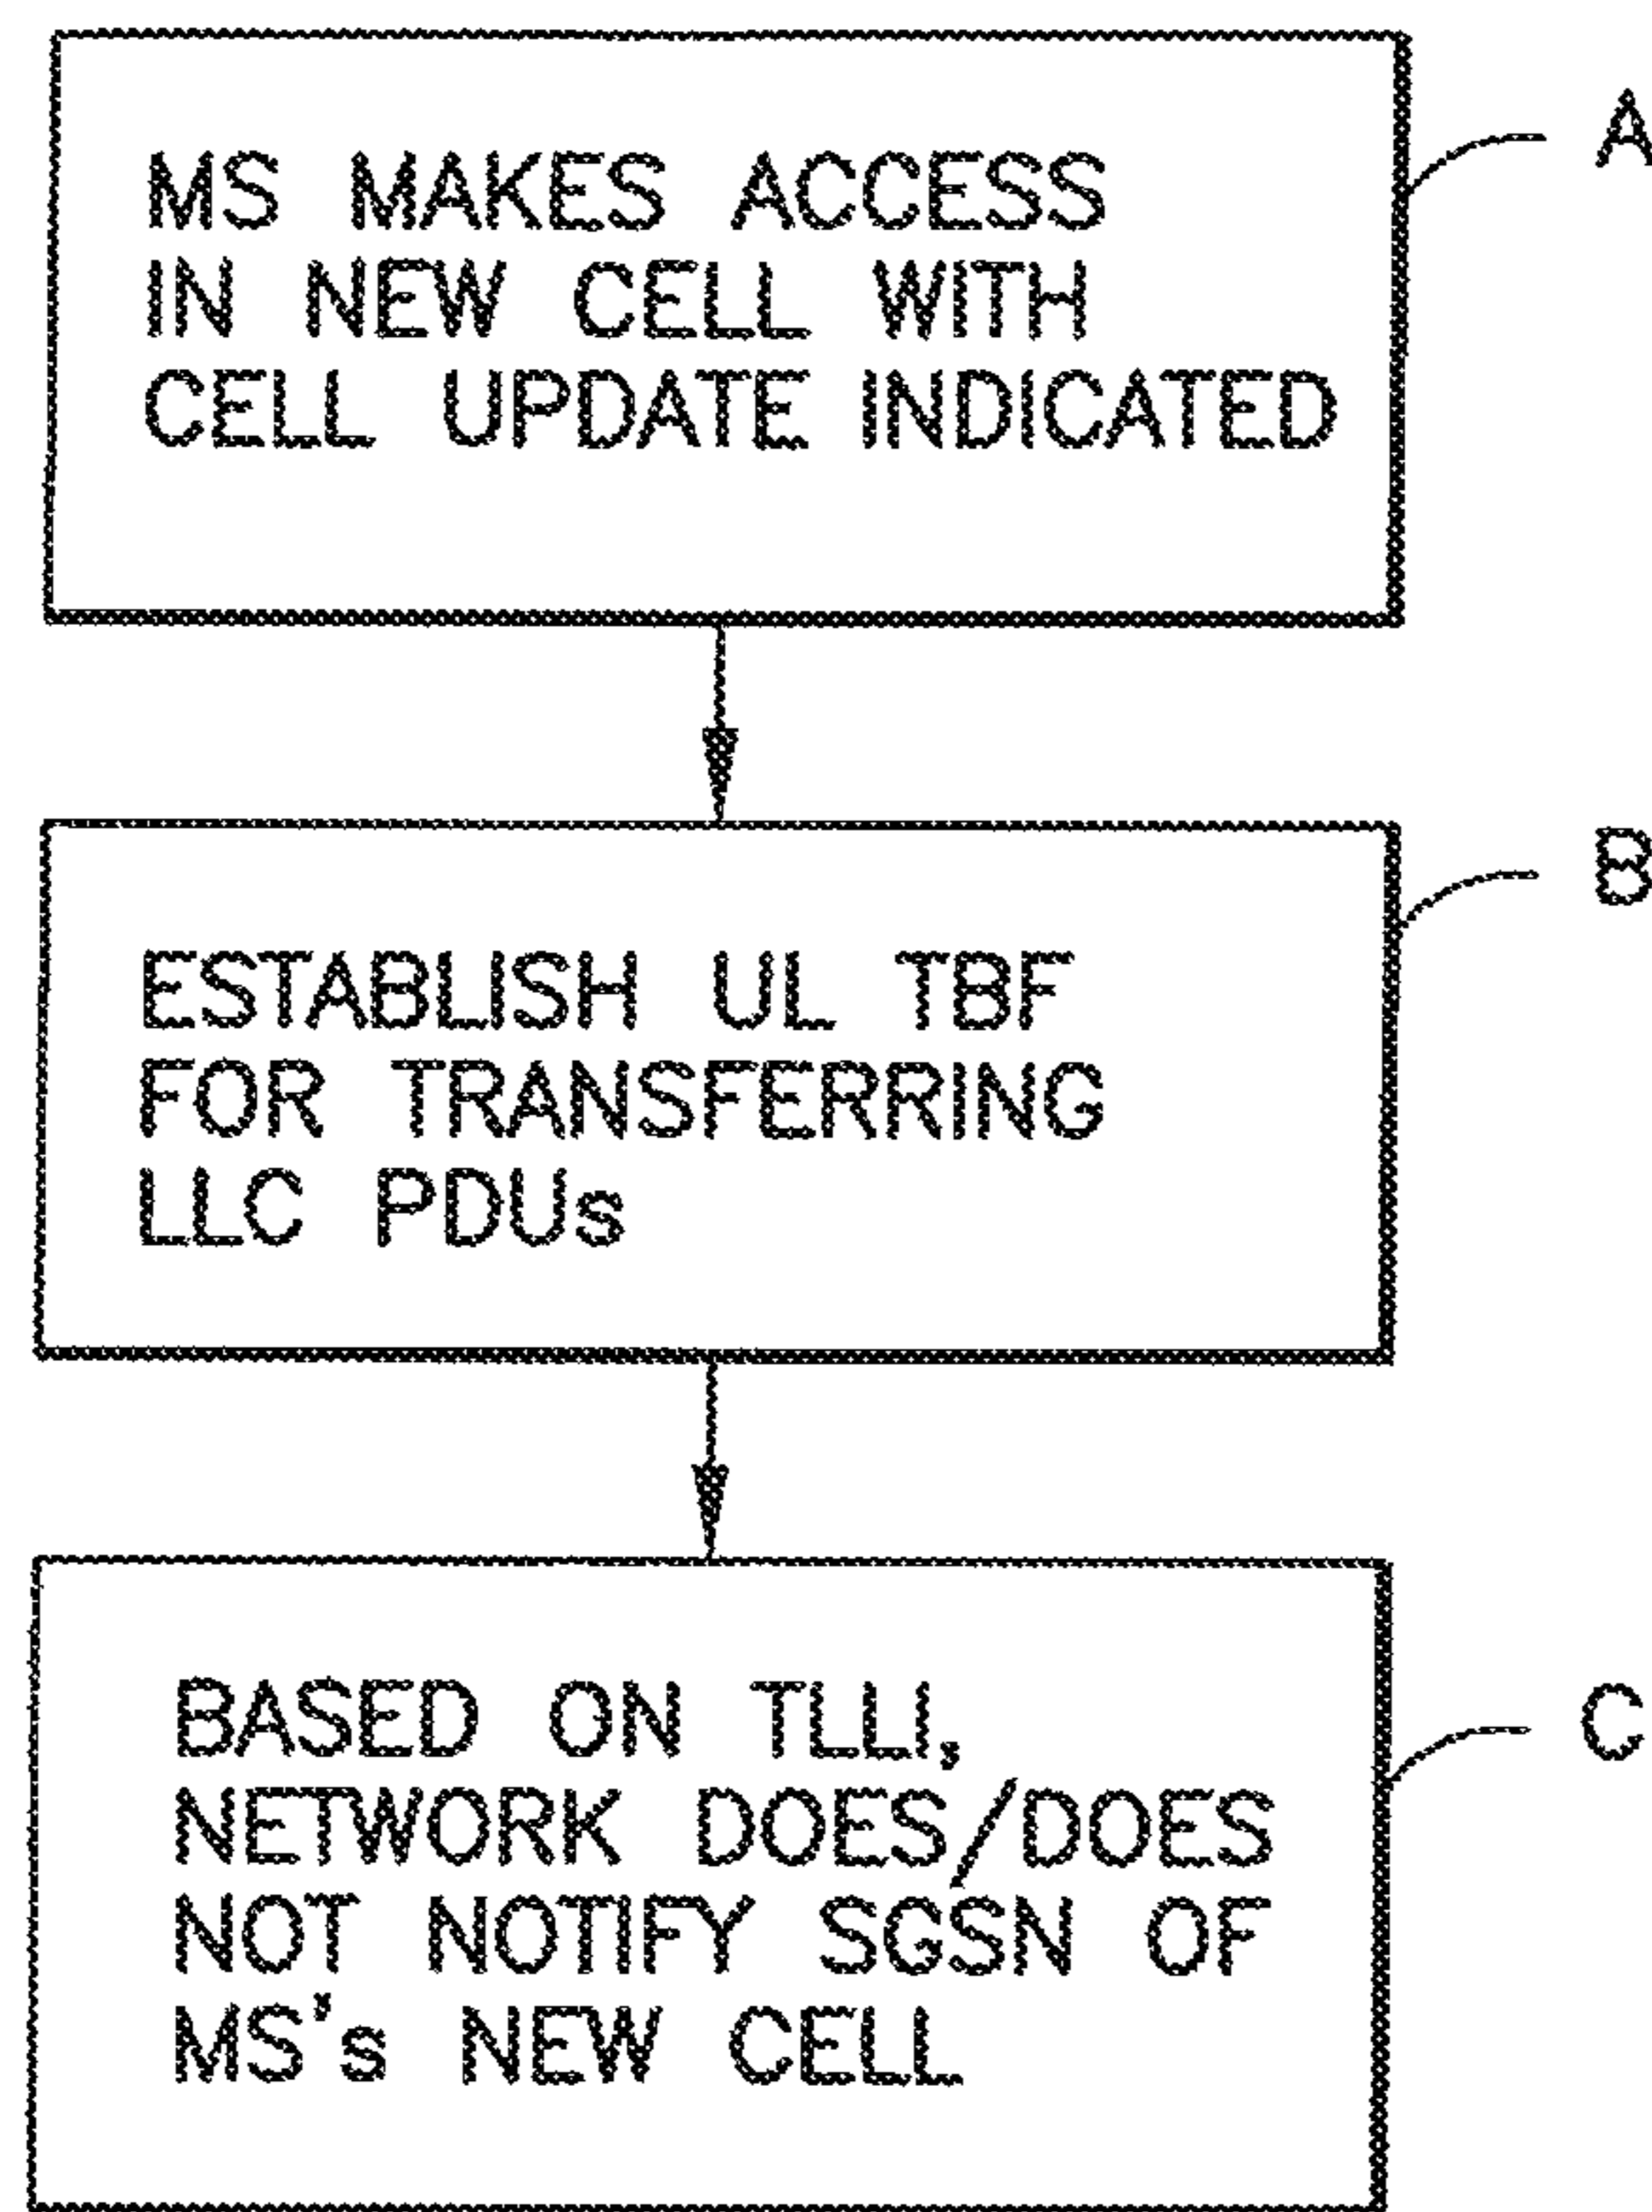 MS MAKES ACCESS
IN NEW CELL WITH
CELL UPDATE INDICATED
A
ESTABLISH UL TBF
FOR TRANSFERRING
LLC PDUs
B
BASED ON TLLI,
NETWORK DOES/DOES
NOT NOTIFY SGSN OF
MS's NEW CELL
C